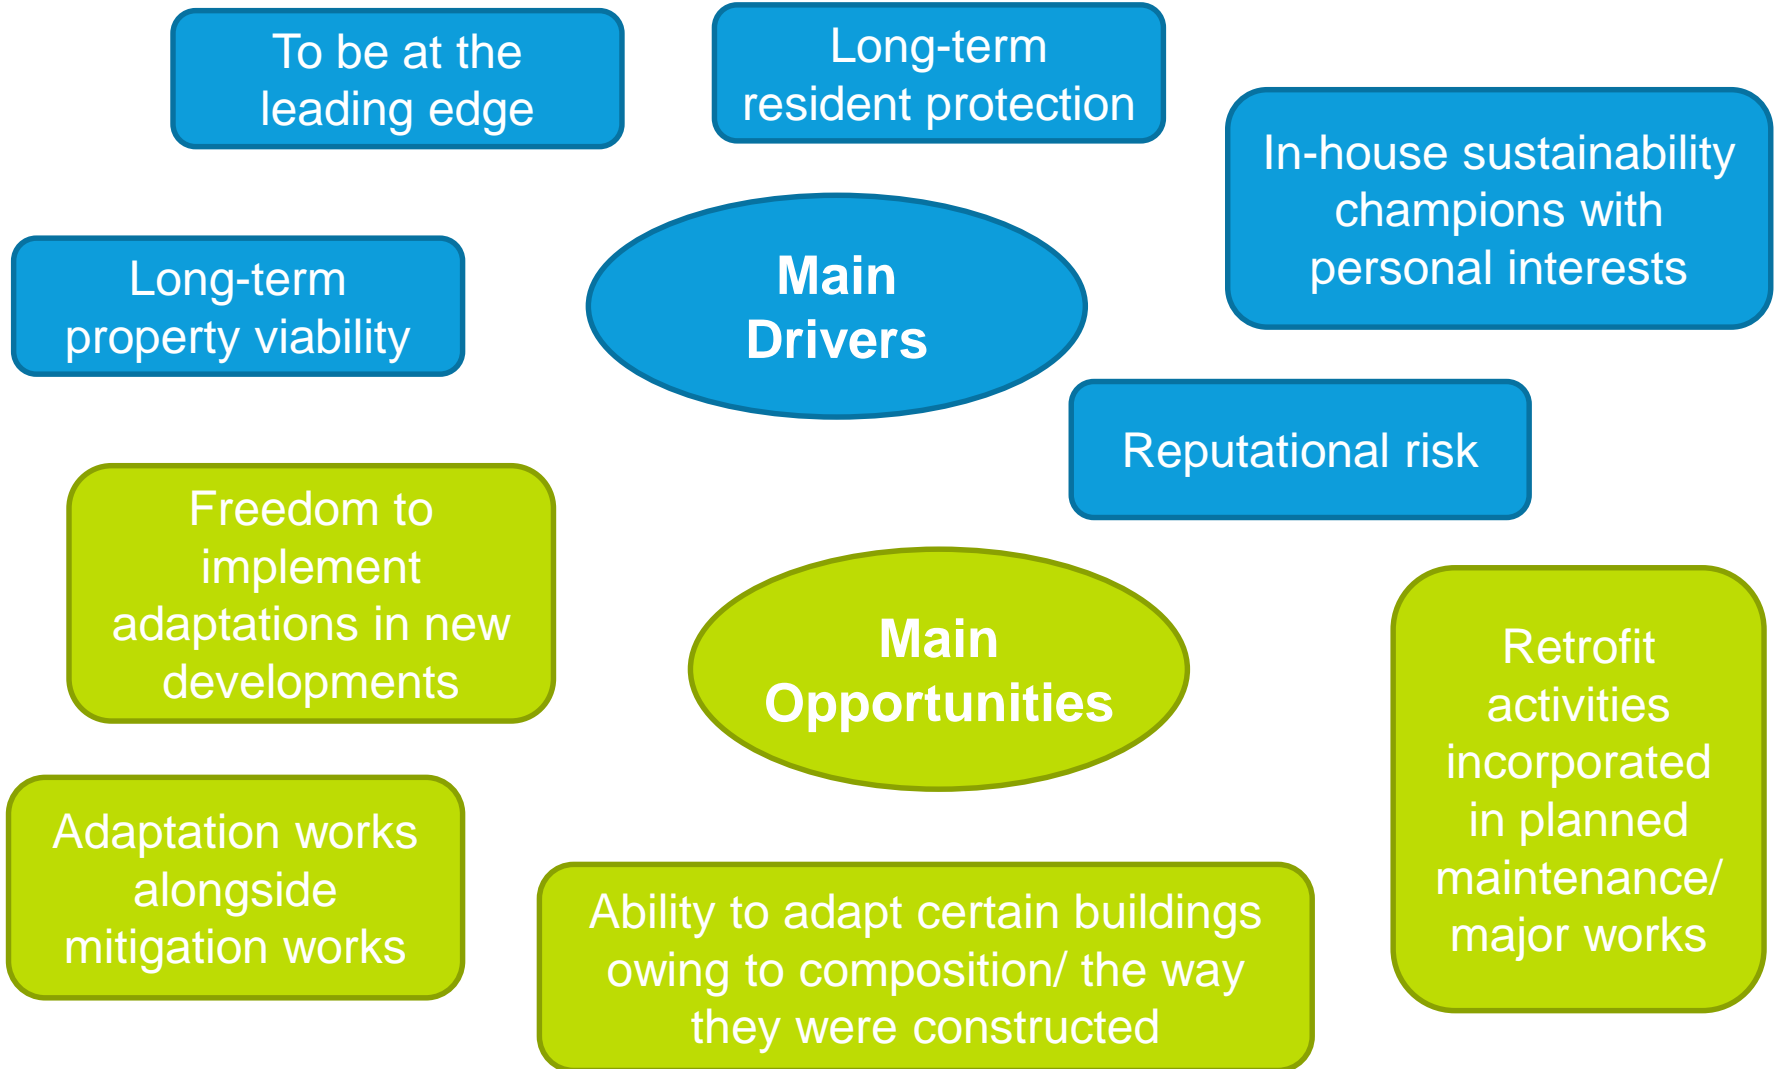 To be at the
leading edge
Long-term
resident protection
In-house sustainability
champions with
personal interests
Long-term
property viability
Main
Drivers
Reputational risk
Freedom to
implement
adaptations in new
developments
Main
Opportunities
Retrofit
activities
incorporated
in planned
maintenance/
major works
Adaptation works
alongside
mitigation works
Ability to adapt certain buildings
owing to composition/ the way
they were constructed